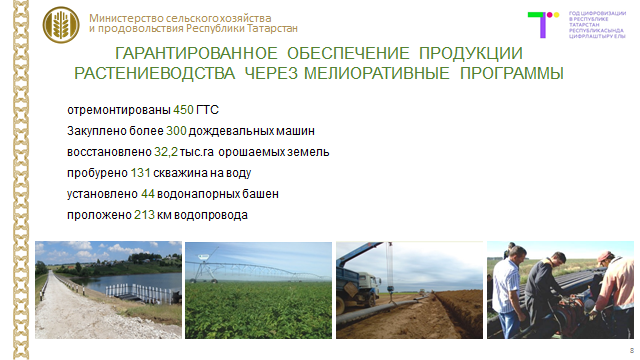 Министерство сельского хозяйства
и продовольствия Республики Татарстан
ГОД ЦИФРОВИЗАЦИИ
В РЕСПУБЛИКЕ
ТАТАРСТАН
РЕСПУБЛИКАСЫНДА
ЦИФРЛАШТЫРУ ЕЛЫ
ГАРАНТИРОВАННОЕ ОБЕСПЕЧЕНИЕ ПРОДУКЦИИ
РАСТЕНИЕВОДСТВА ЧЕРЕЗ МЕЛИОРАТИВНЫЕ ПРОГРАММЫ
отремонтированы 450 ГТС
Закуплено более 300 дождевальных машин
восстановлено 32,2 тыс.га орошаемых земель
пробурено 131 скважина на воду
установлено 44 водонапорных башен
проложено 213 км водопровода
8